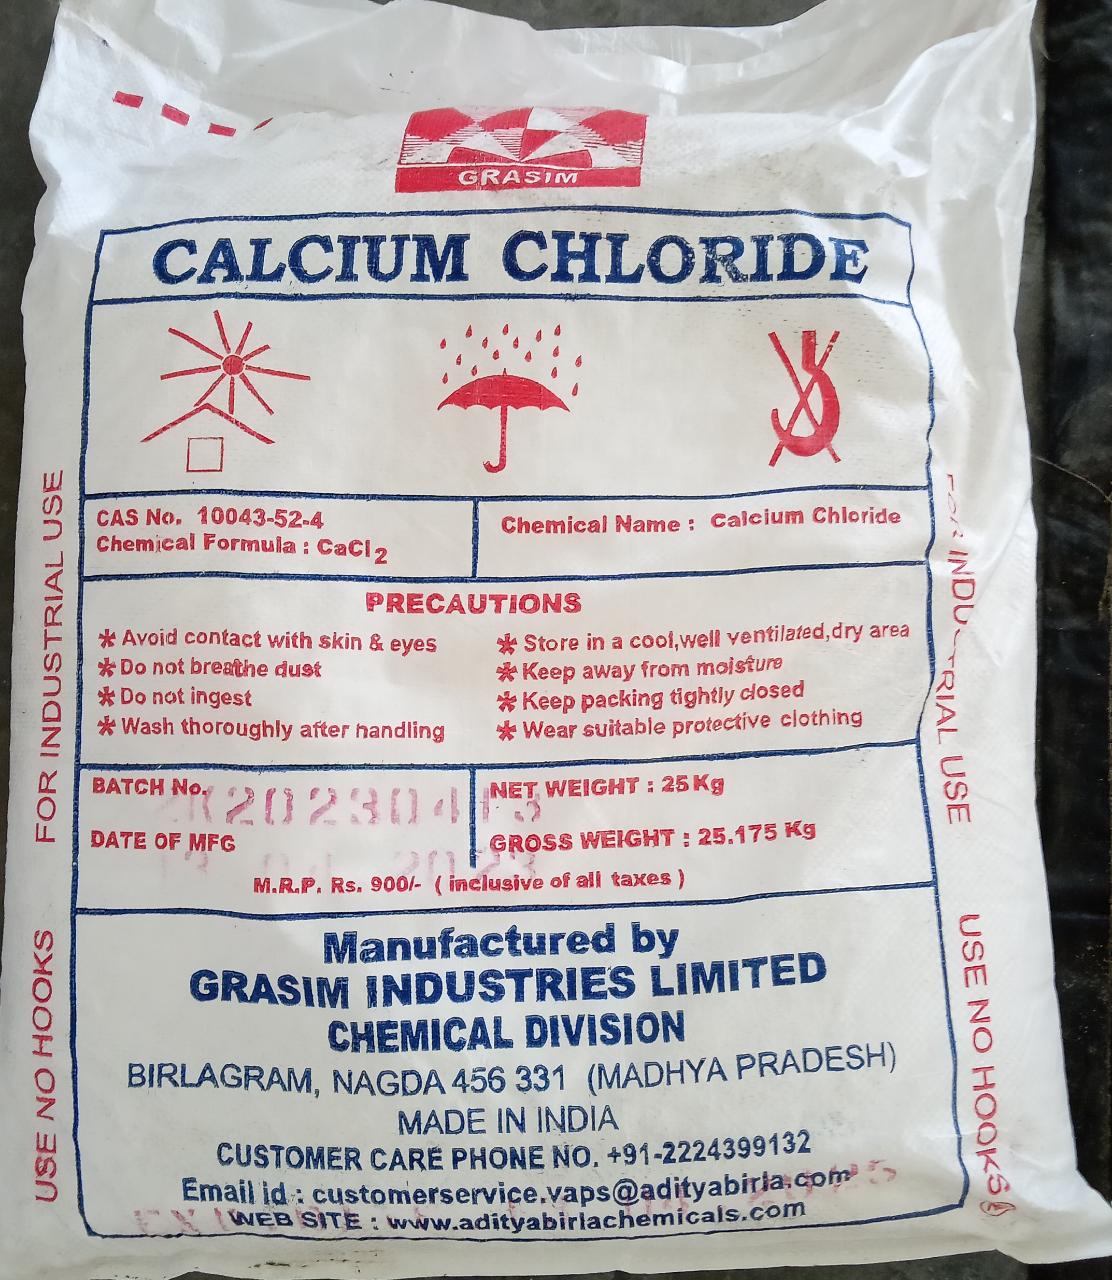 GRASIM
CALCIUM CHLORIDE
CAS No. 10043-52-4
Chemical Formula : CaCl2
Chemical Name : Calcium Chloride
PRECAUTIONS
* Avoid contact with skin & eyes
* Do not breathe dust
* Do not ingest
* Wash thoroughly after handling
* Store in a cool,well ventilated,dry area
* Keep away from moisture
* Keep packing tightly closed
* Wear suitable protective clothing
BATCH No.
DATE OF MFG
NET WEIGHT : 25 Kg
GROSS WEIGHT : 25.175 Kg
M.R.P. Rs. 900/- ( inclusive of all taxes )
Manufactured by
GRASIM INDUSTRIES LIMITED
CHEMICAL DIVISION
BIRLAGRAM, NAGDA 456 331 (MADHYA PRADESH)
MADE IN INDIA
CUSTOMER CARE PHONE NO. +91-2224399132
Email id : customerservice.vaps@adityabirla.com
WEB SITE : www.adityabirlachemicals.com
USE NO HOOKS FOR INDUSTRIAL USE
FOR INDUSTRIAL USE USE NO HOOKS